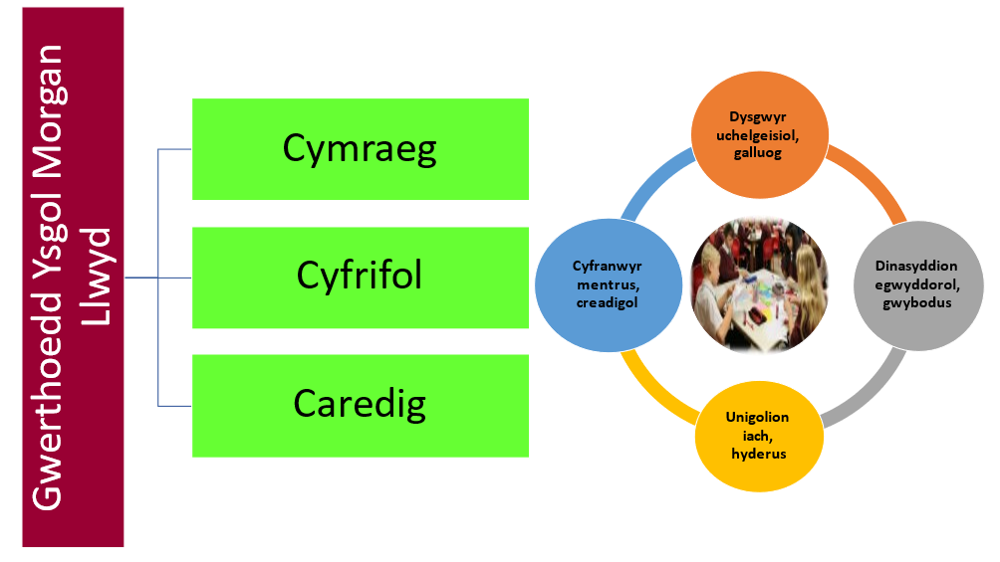 Gwerthoedd Ysgol Morgan
Llwyd
Cymraeg
Cyfrifol
Caredig
Dysgwyr
uchelgeisiol,
galluog
Cyfranwyr
mentrus,
creadigol
Dinasyddion
egwyddorol,
gwybodus
Unigolion
iach,
hyderus